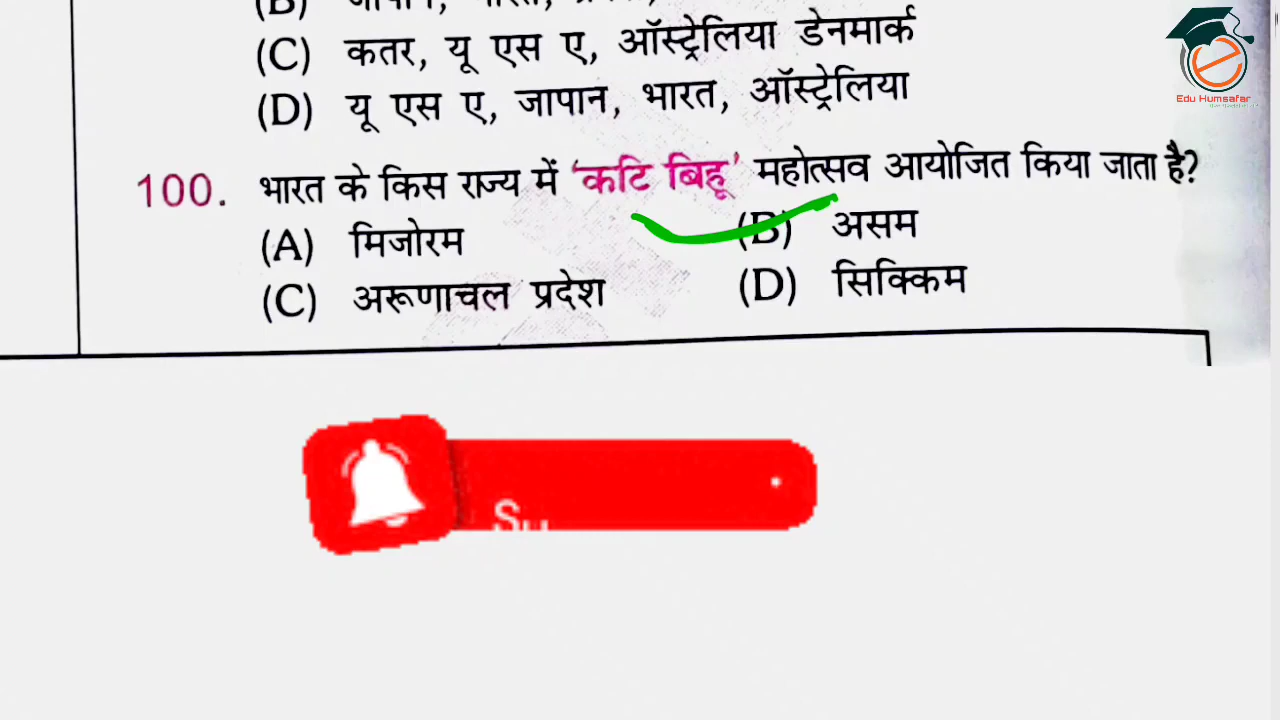 (B) जापान, भारत,
(C) कतर, यू एस ए, ऑस्ट्रेलिया डेनमार्क
(D) यू एस ए, जापान, भारत, ऑस्ट्रेलिया
100. भारत के किस राज्य में 'कटि बिहू' महोत्सव आयोजित किया जाता है?
(A) मिजोरम (B) असम
(C) अरूणाचल प्रदेश (D) सिक्किम
Edu Humsafar